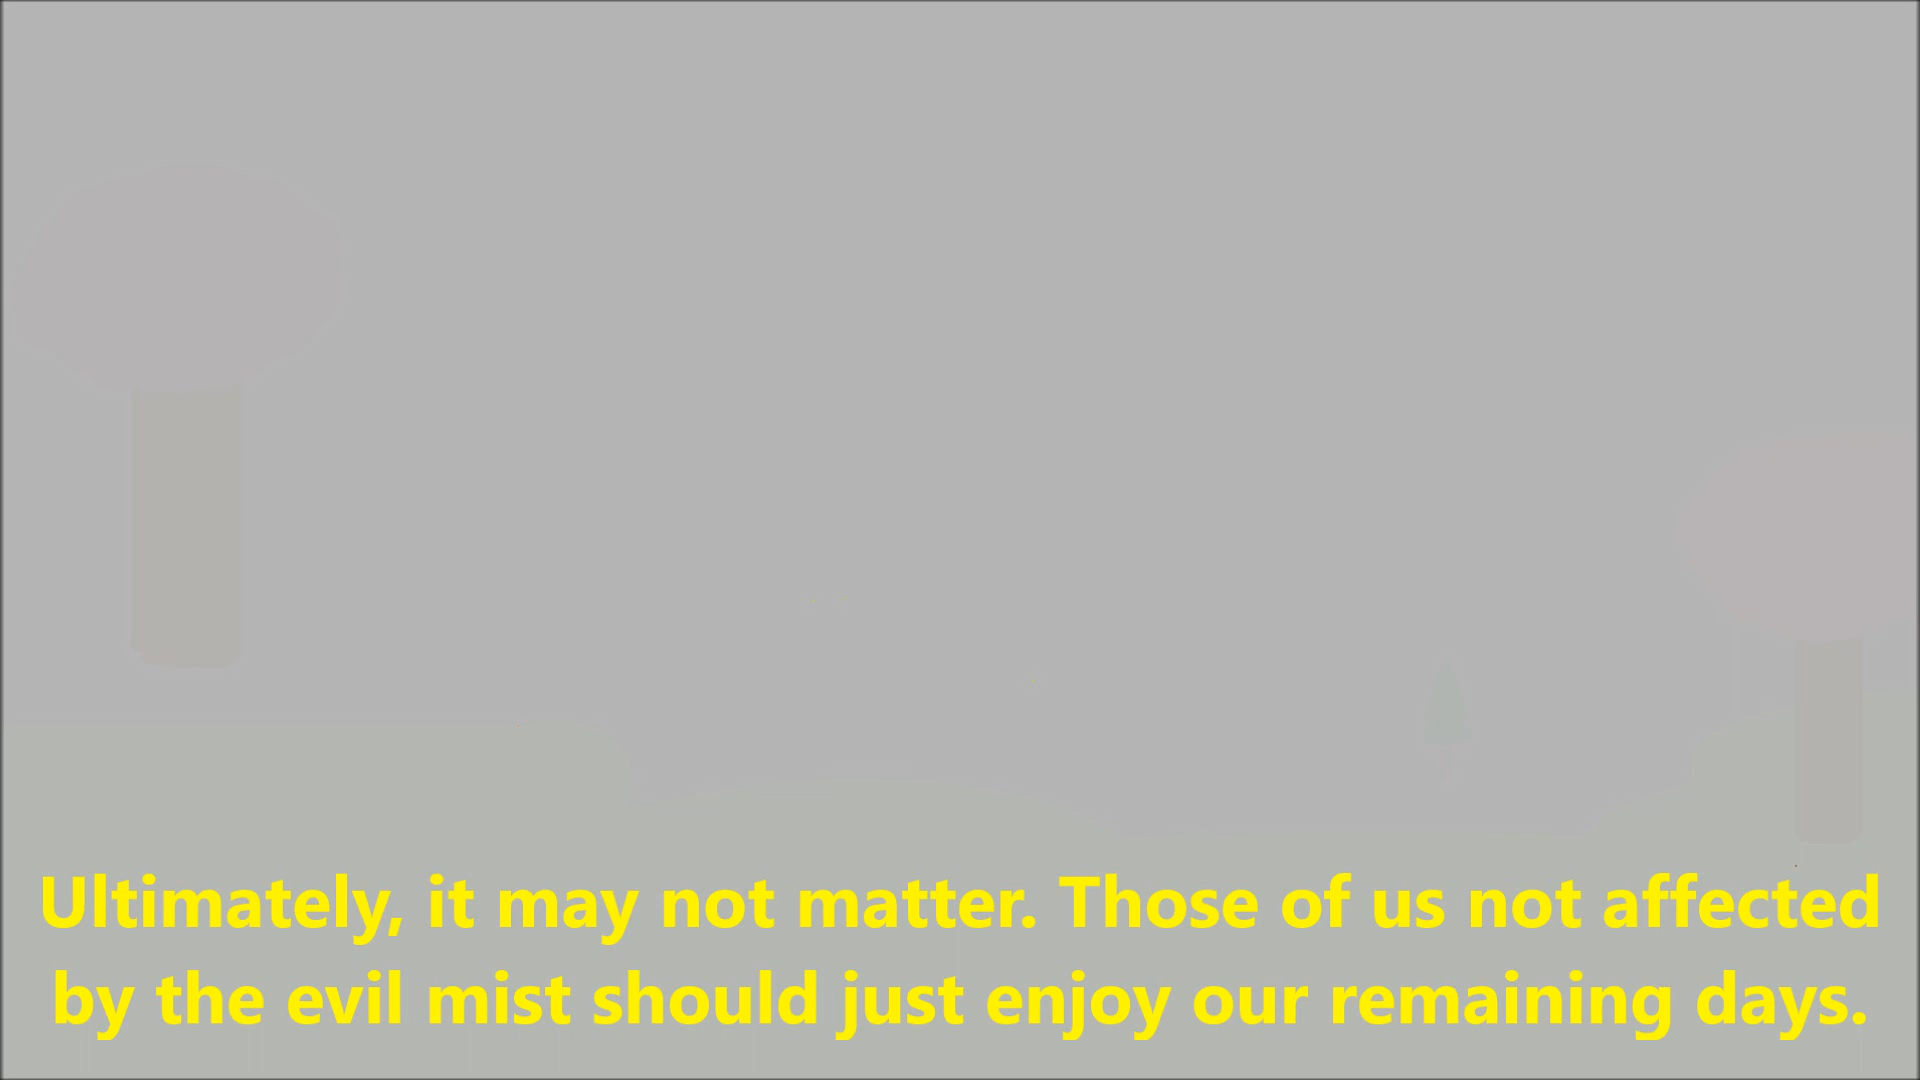 Ultimately, it may not matter. Those of us not affected
by the evil mist should just enjoy our remaining days.